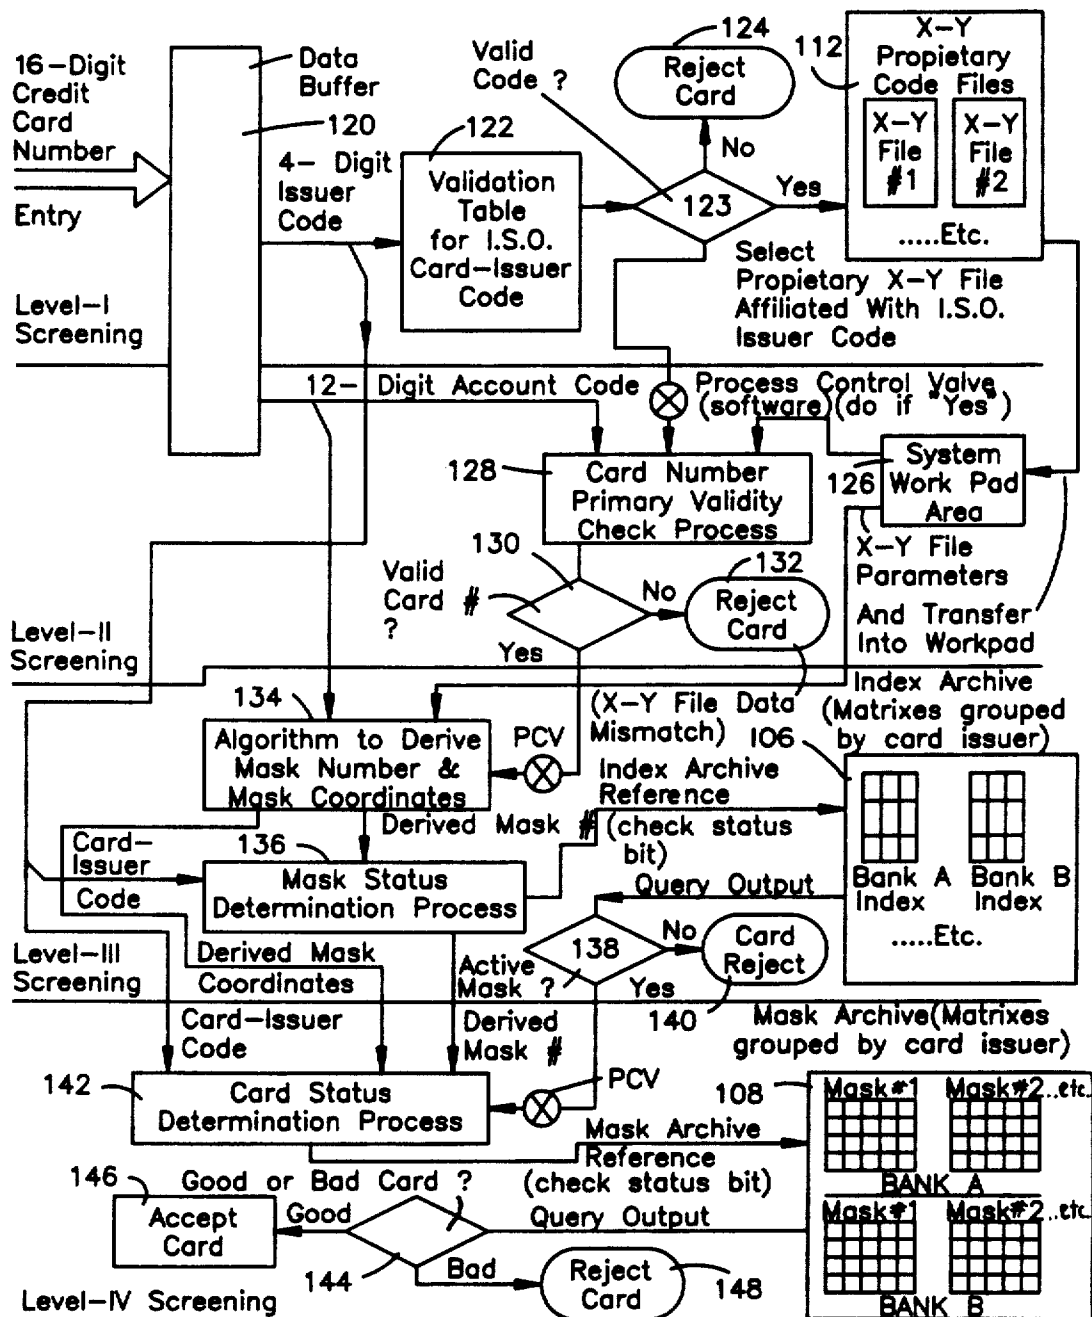 16-Digit
Credit
Card
Number
Entry
Data
Buffer
120
4- Digit
Issuer
Code
122
Validation
Table
for I.S.O.
Card-Issuer
Code
Valid
Code ?
124
Reject
Card
No
123
Yes
112
X-Y
Propietary
Code Files
X-Y
File
#1
X-Y
File
#2
.....Etc.
Select
Propietary X-Y File
Affiliated With I.S.O.
Issuer Code
Level-I
Screening
12- Digit Account Code
Process Control Valve
(software)(do if "Yes")
128
Card Number
Primary Validity
Check Process
126
System
Work Pad
Area
130
Valid
Card #
?
No
132
Reject
Card
X-Y File
Parameters
And Transfer
Into Workpad
Yes
Level-II
Screening
134
Algorithm to Derive
Mask Number &
Mask Coordinates
PCV
(X-Y File Data
Mismatch)
Index Archive
(Matrixes grouped
by card issuer)
106
Index Archive
Reference
(check status
bit)
Derived Mask #
Card-
Issuer
Code
136
Mask Status
Determination Process
Query Output
Bank A
Index
Bank B
Index
.....Etc.
138
No
Card
Reject
Active
Mask ?
Yes
140
Level-III
Screening
Derived Mask
Coordinates
Card-Issuer
Code
Derived
Mask #
Mask Archive(Matrixes
grouped by card issuer)
142
Card Status
Determination Process
PCV
108
Mask#1
Mask#2..etc.
BANK A
Mask#1
Mask#2..etc.
BANK B
Mask Archive
Reference
(check status bit)
146
Accept
Card
Good or Bad Card ?
Good
Query Output
144
Bad
Reject
Card
148
Level-IV Screening